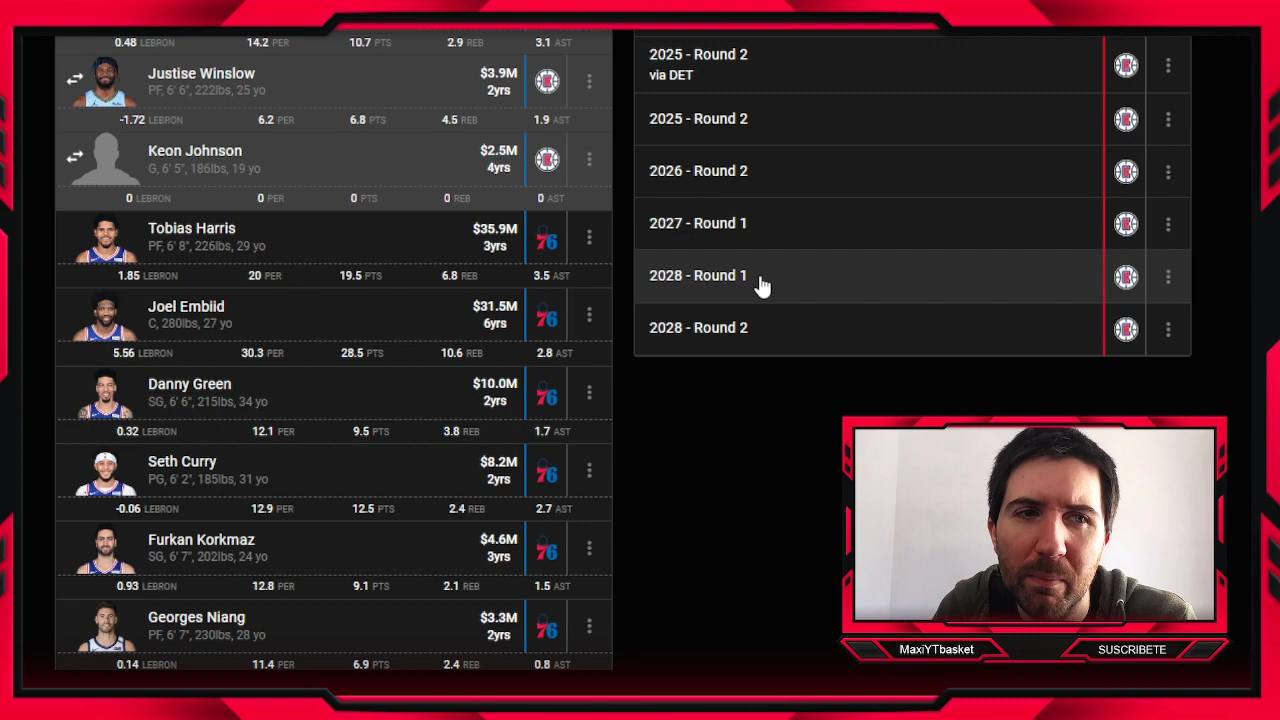 0.48 LEBRON 14.2 PER 10.7 PTS 2.9 REB 3.1 AST
Justise Winslow $3.9M
PF, 6' 6", 222lbs, 25 yo 2yrs
-1.72 LEBRON 6.2 PER 6.8 PTS 4.5 REB 1.9 AST
Keon Johnson $2.5M
G, 6' 5", 186lbs, 19 yo 4yrs
0 LEBRON 0 PER 0 PTS 0 REB 0 AST
Tobias Harris $35.9M
PF, 6' 8", 226lbs, 29 yo 3yrs
76
1.85 LEBRON 20 PER 19.5 PTS 6.8 REB 3.5 AST
Joel Embiid $31.5M
C, 280lbs, 27 yo 6yrs
76
5.56 LEBRON 30.3 PER 28.5 PTS 10.6 REB 2.8 AST
Danny Green $10.0M
SG, 6' 6", 215lbs, 34 yo 2yrs
76
0.32 LEBRON 12.1 PER 9.5 PTS 3.8 REB 1.7 AST
Seth Curry $8.2M
PG, 6' 2", 185lbs, 31 yo 2yrs
76
-0.06 LEBRON 12.9 PER 12.5 PTS 2.4 REB 2.7 AST
Furkan Korkmaz $4.6M
SG, 6' 7", 202lbs, 24 yo 3yrs
76
0.93 LEBRON 12.8 PER 9.1 PTS 2.1 REB 1.5 AST
Georges Niang $3.3M
PF, 6' 7", 230lbs, 28 yo 2yrs
76
0.14 LEBRON 11.4 PER 6.9 PTS 2.4 REB 0.8 AST
2025 - Round 2
via DET
2025 - Round 2
2026 - Round 2
2027 - Round 1
2028 - Round 1
2028 - Round 2
MaxiYTbasket SUSCRIBETE